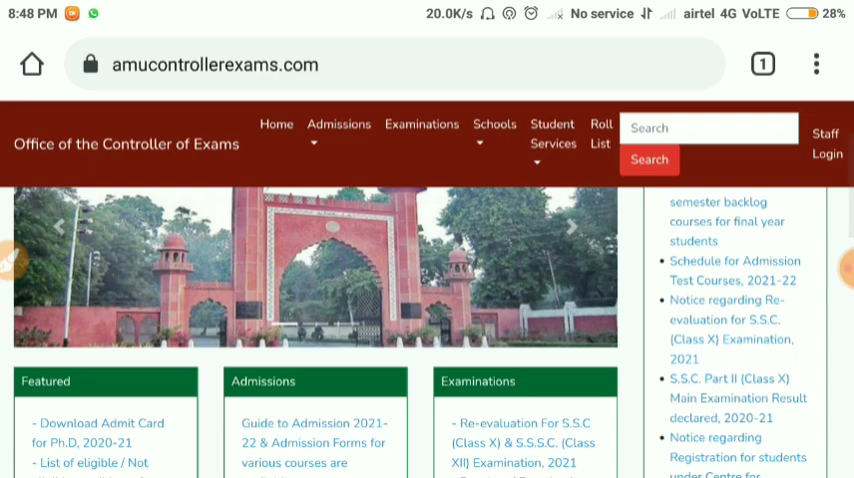 8:48 PM 20.0K/s No service airtel 4G VoLTE 28%
1
amucontrollerexams.com
Office of the Controller of Exams
Home
Admissions
Examinations
Schools
Student
Services
Roll
List
Search
Search
Staff
Login
semester backlog
courses for final year
students
Schedule for Admission
Test Courses, 2021-22
Notice regarding Re-
evaluation for S.S.C.
(Class X) Examination,
2021
S.S.C. Part II (Class X)
Main Examination Result
declared, 2020-21
Notice regarding
Registration for students
under Centre for
Featured
- Download Admit Card
for Ph.D, 2020-21
- List of eligible / Not
Admissions
Guide to Admission 2021-
22 & Admission Forms for
various courses are
Examinations
- Re-evaluation For S.S.C
(Class X) & S.S.S.C. (Class
XII) Examination, 2021